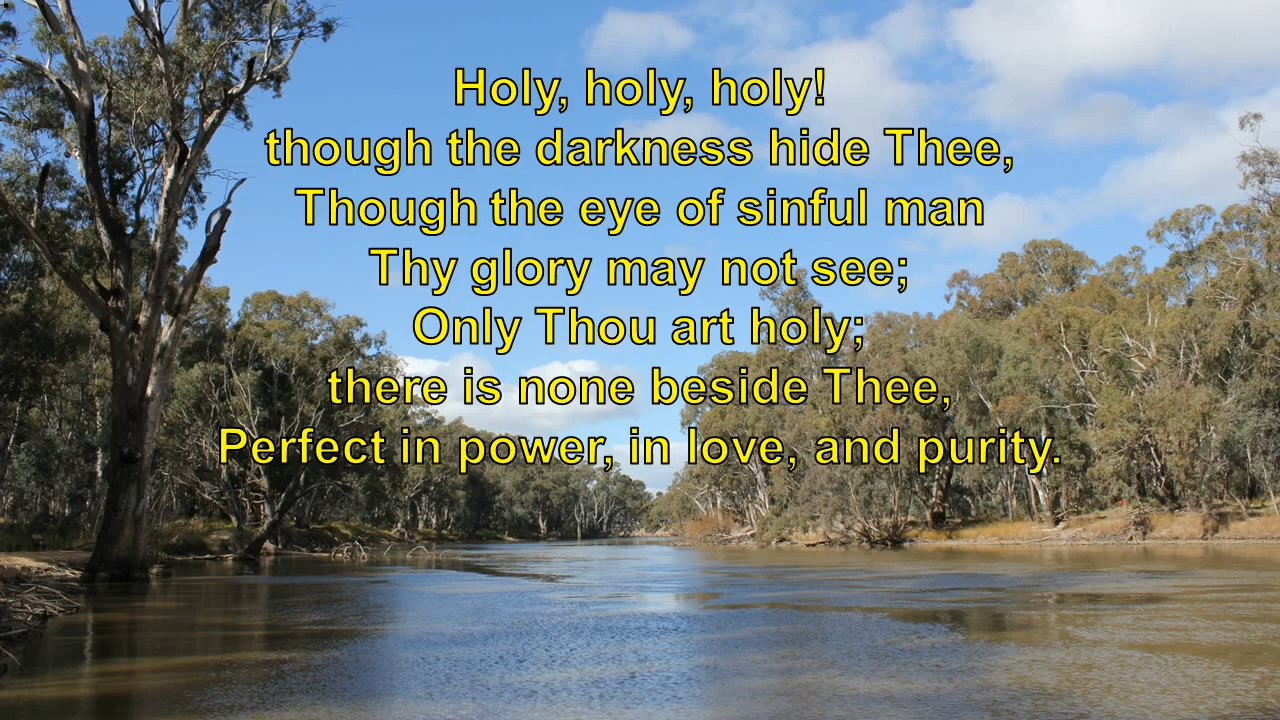 Holy, holy, holy!
though the darkness hide Thee,
Though the eye of sinful man
Thy glory may not see;
Only Thou art holy;
there is none beside Thee,
Perfect in power, in love, and purity.